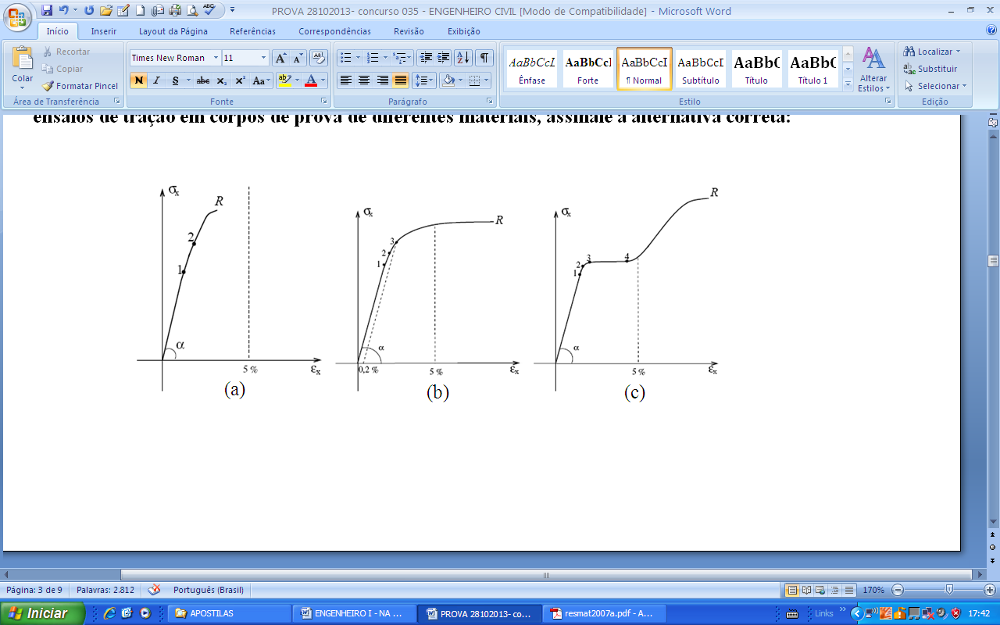 PROVA 28102013- concurso 035 - ENGENHEIRO CIVIL [Modo de Compatibilidade] - Microsoft Word
Início Inserir Layout da Página Referências Correspondências Revisão Exibição
Colar
Recortar
Copiar
Formatar Pincel
Área de Transferência
Times New Roman 11
N I S abc x₂ x² Aa
Fonte
Parágrafo
AaBbCcI AaBbCcl AaBbCcI AaBbCcI AaBbC AaBbC
Ênfase Forte ¶ Normal Subtítulo Título Título 1
Alterar Estilos
Estilo
Localizar
Substituir
Selecionar
Edição
ensaios de tração em corpos de prova de diferentes materiais, assinale a alternativa correta:
σx
R
2
1
α
5 %
εx
(a)
σx
R
3
2
1
α
0,2 %
5 %
εx
(b)
σx
R
4
3
2
1
α
5 %
εx
(c)
Página: 3 de 9 Palavras: 2.812 Português (Brasil) 170%
Iniciar APOSTILAS ENGENHEIRO I - NA ... PROVA 28102013- co... resmat2007a.pdf - A... Links 17:42